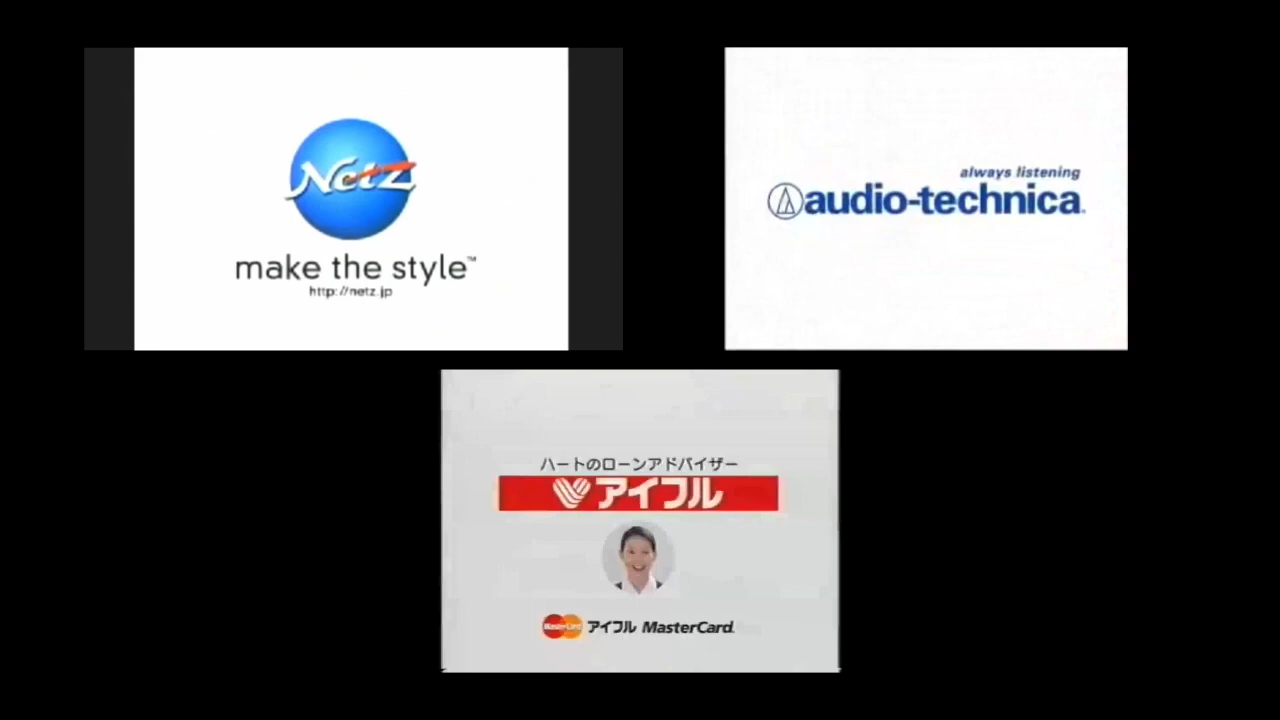 Netz
make the style™
http://netz.jp
always listening
audio-technica
ハートのローンアドバイザー
アイフル
MasterCard アイフル MasterCard